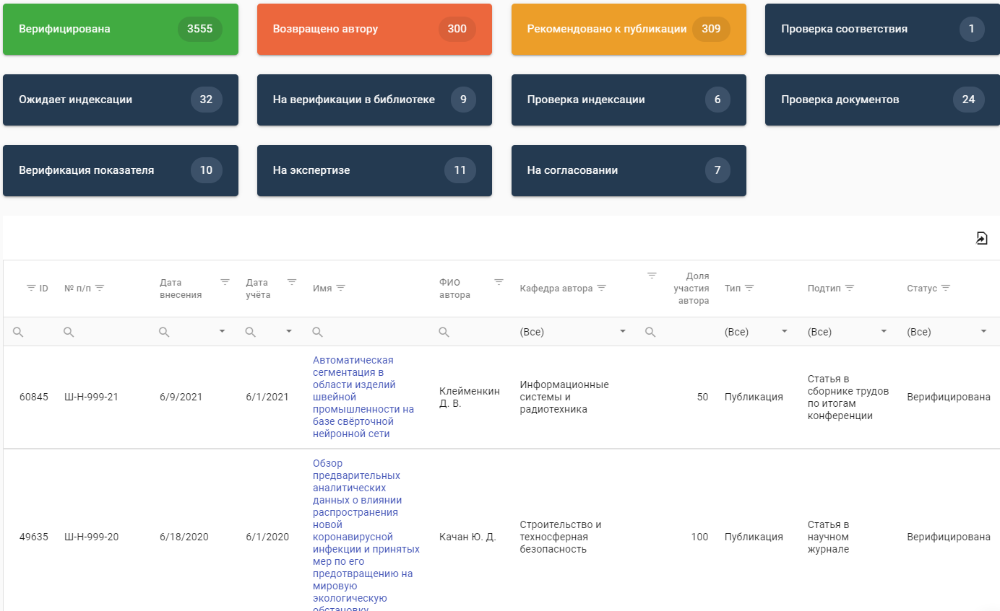 Верифицирована 3555
Возвращено автору 300
Рекомендовано к публикации 309
Проверка соответствия 1
Ожидает индексации 32
На верификации в библиотеке 9
Проверка индексации 6
Проверка документов 24
Верификация показателя 10
На экспертизе 11
На согласовании 7
ID
№ п/п
Дата
внесения
Дата
учёта
Имя
ФИО
автора
Кафедра автора
Доля
участия
автора
Тип
Подтип
Статус
(Все)
(Все)
(Все)
(Все)
60845
Ш-Н-999-21
6/9/2021
6/1/2021
Автоматическая
сегментация в
области изделий
швейной
промышленности на
базе свёрточной
нейронной сети
Клейменкин
Д. В.
Информационные
системы и
радиотехника
50
Публикация
Статья в
сборнике трудов
по итогам
конференции
Верифицирована
49635
Ш-Н-999-20
6/18/2020
6/1/2020
Обзор
предварительных
аналитических
данных о влиянии
распространения
новой
коронавирусной
инфекции и принятых
мер по его
предотвращению на
мировую
экологическую
обстановку
Качан Ю. Д.
Строительство и
техносферная
безопасность
100
Публикация
Статья в
научном
журнале
Верифицирована